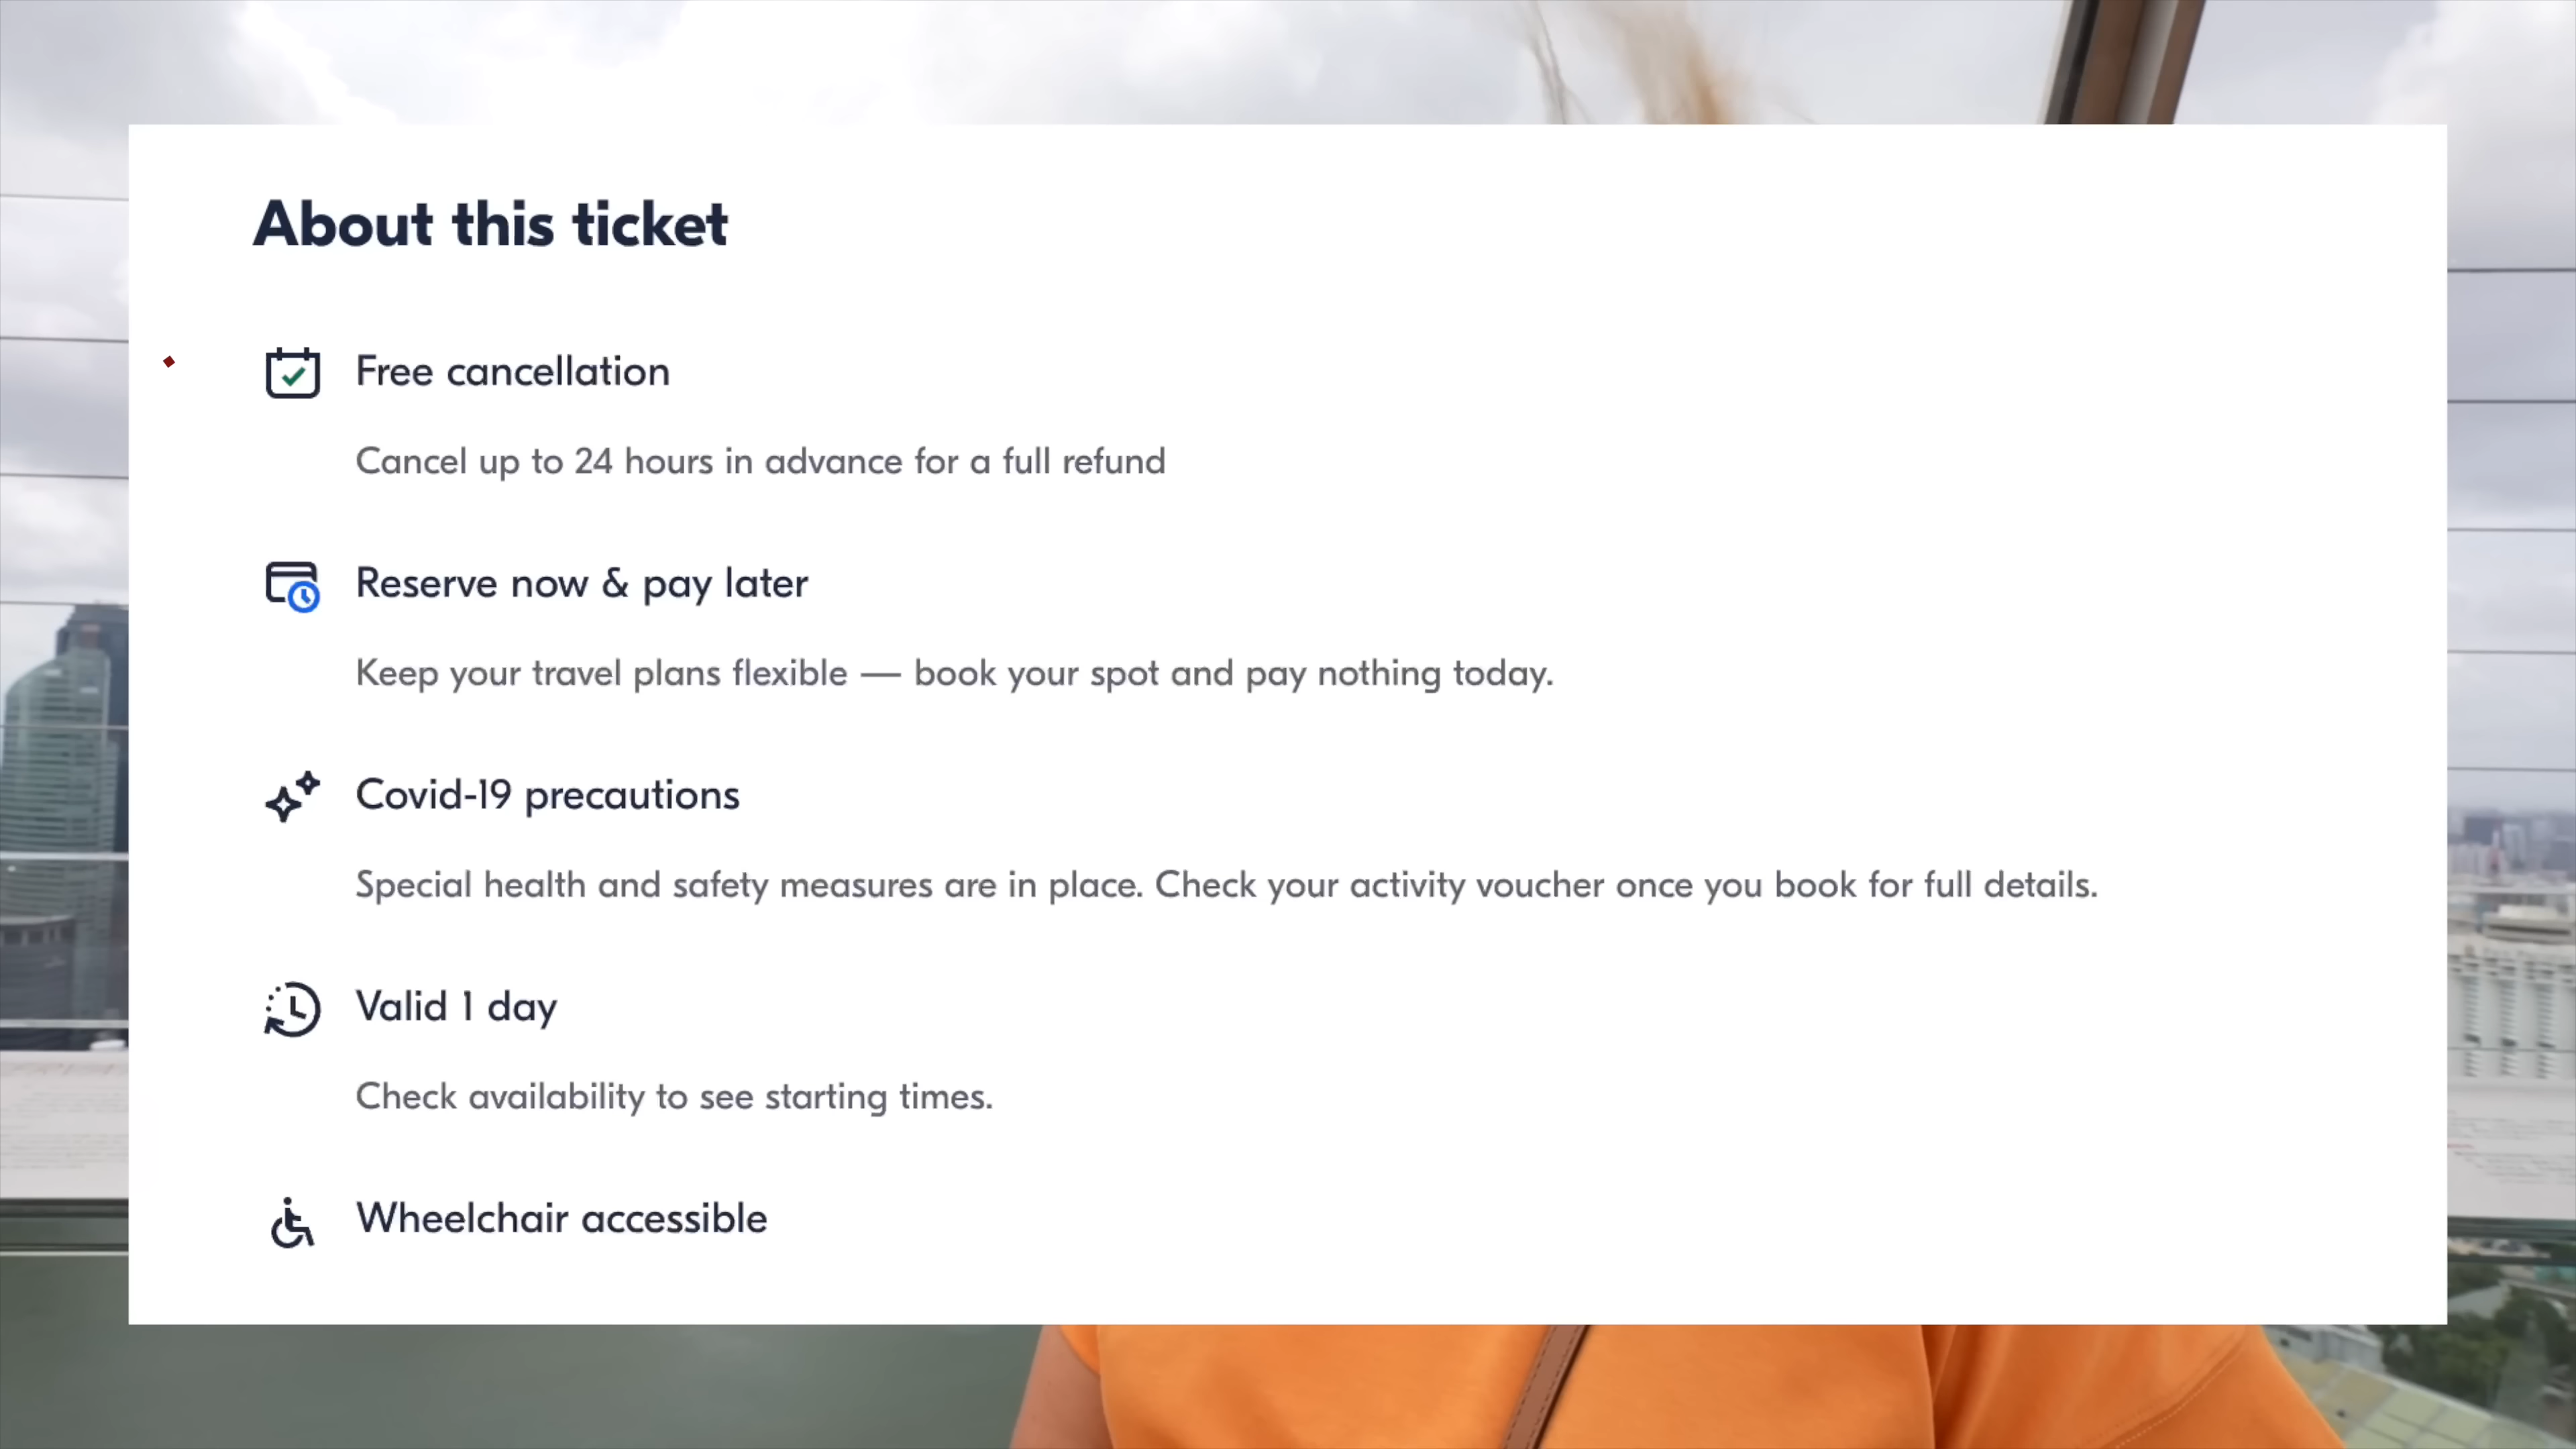 About this ticket
Free cancellation
Cancel up to 24 hours in advance for a full refund
Reserve now & pay later
Keep your travel plans flexible — book your spot and pay nothing today.
Covid-19 precautions
Special health and safety measures are in place. Check your activity voucher once you book for full details.
Valid 1 day
Check availability to see starting times.
Wheelchair accessible